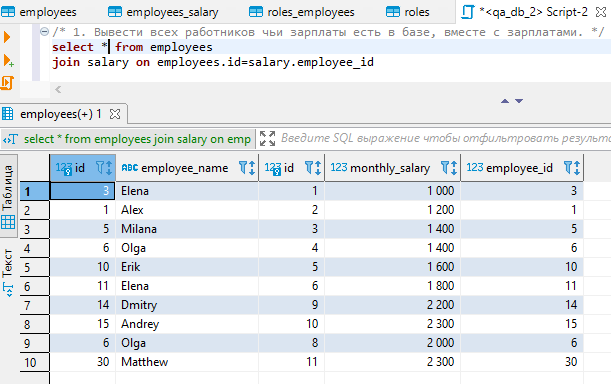 employees employees_salary roles_employees roles *<qa_db_2> Script-2
/* 1. Вывести всех работников чьи зарплаты есть в базе, вместе с зарплатами. */
select * from employees
join salary on employees.id=salary.employee_id
employees(+) 1
select * from employees join salary on emp Введите SQL выражение чтобы отфильтровать результа
Таблица
Текст
123 id ABC employee_name 123 id 123 monthly_salary 123 employee_id
1 3 Elena 1 1 000 3
2 1 Alex 2 1 200 1
3 5 Milana 3 1 400 5
4 6 Olga 4 1 400 6
5 10 Erik 5 1 600 10
6 11 Elena 6 1 800 11
7 14 Dmitry 9 2 200 14
8 15 Andrey 10 2 300 15
9 6 Olga 8 2 000 6
10 30 Matthew 11 2 300 30